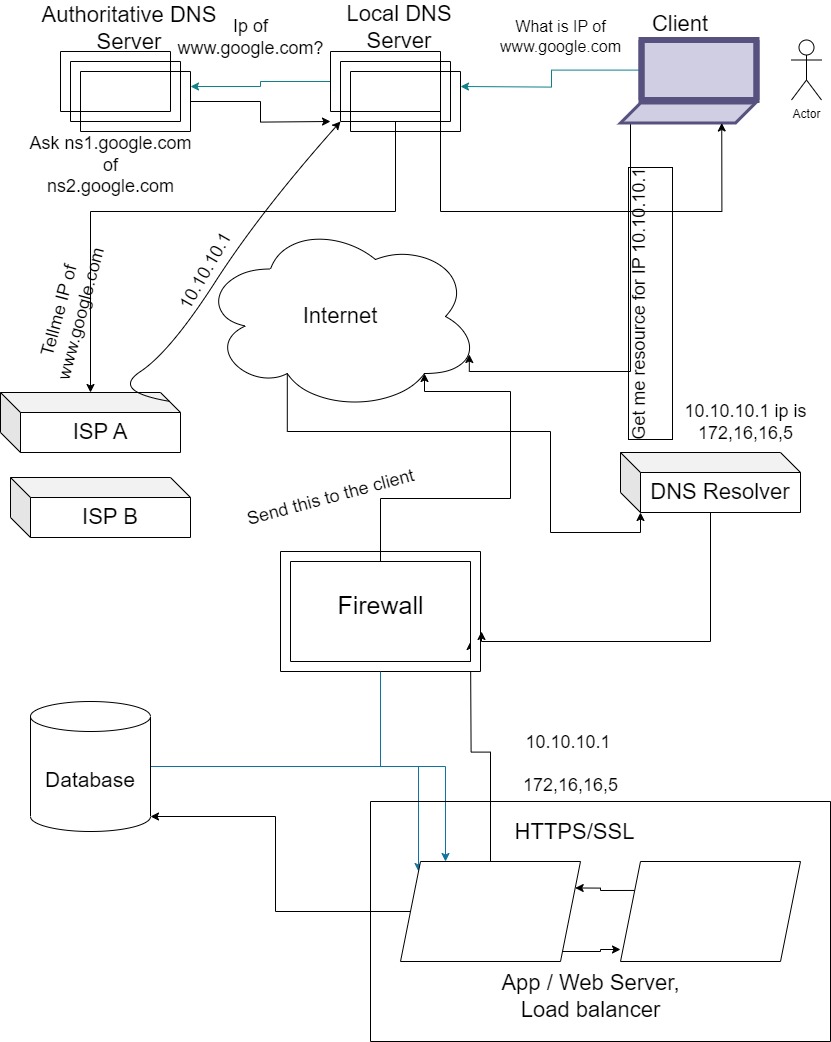 Authoritative DNS
Server
Ip of
www.google.com?
Local DNS
Server
What is IP of
www.google.com
Client
Actor
Ask ns1.google.com
of
ns2.google.com
Tellme IP of
www.google.com
10.10.10.1
Internet
Get me resource for IP 10.10.10.1
10.10.10.1 ip is
172,16,16,5
ISP A
ISP B
DNS Resolver
Send this to the client
Firewall
Database
10.10.10.1
172,16,16,5
HTTPS/SSL
App / Web Server,
Load balancer